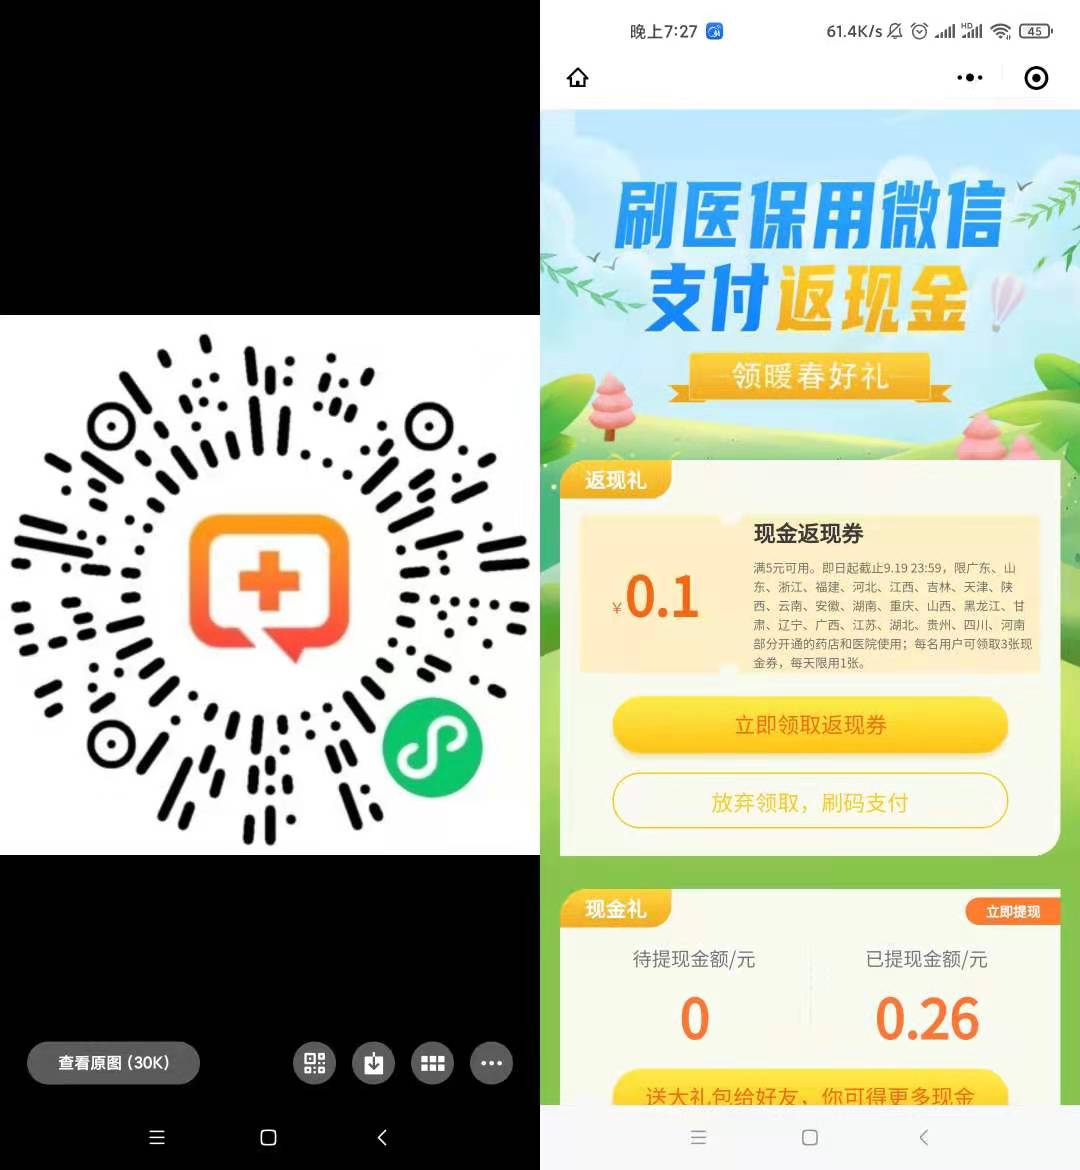 查看原图 (30K)
晚上7:27
61.4K/s
HD
45
刷医保用微信
支付返现金
领暖春好礼
返现礼
¥0.1
现金返现券
满5元可用。即日起截止9.19 23:59，限广东、山
东、浙江、福建、河北、江西、吉林、天津、陕
西、云南、安徽、湖南、重庆、山西、黑龙江、甘
肃、辽宁、广西、江苏、湖北、贵州、四川、河南
部分开通的药店和医院使用；每名用户可领取3张现
金券，每天限用1张。
立即领取返现券
放弃领取，刷码支付
现金礼
立即提现
待提现金额/元
已提现金额/元
0
0.26
送大礼包给好友，你可得更多现金